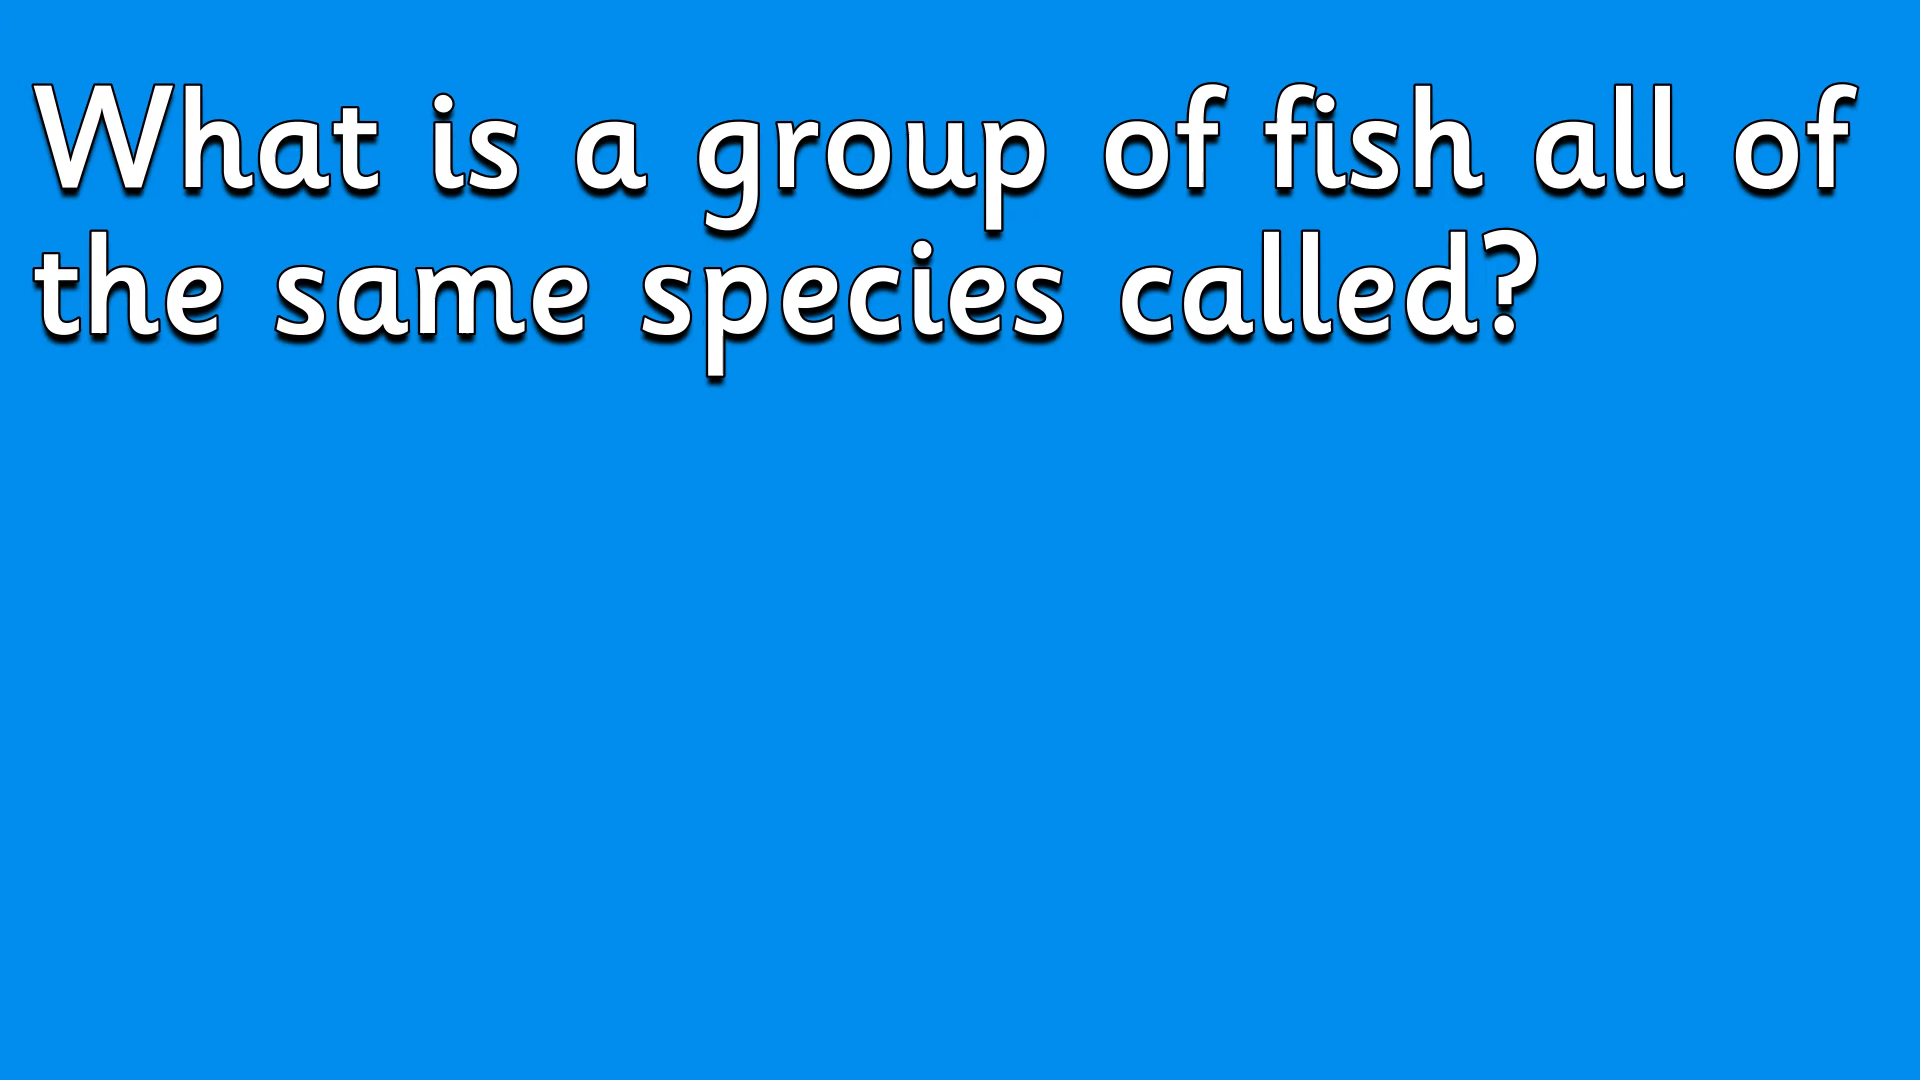 What is a group of fish all of
the same species called?